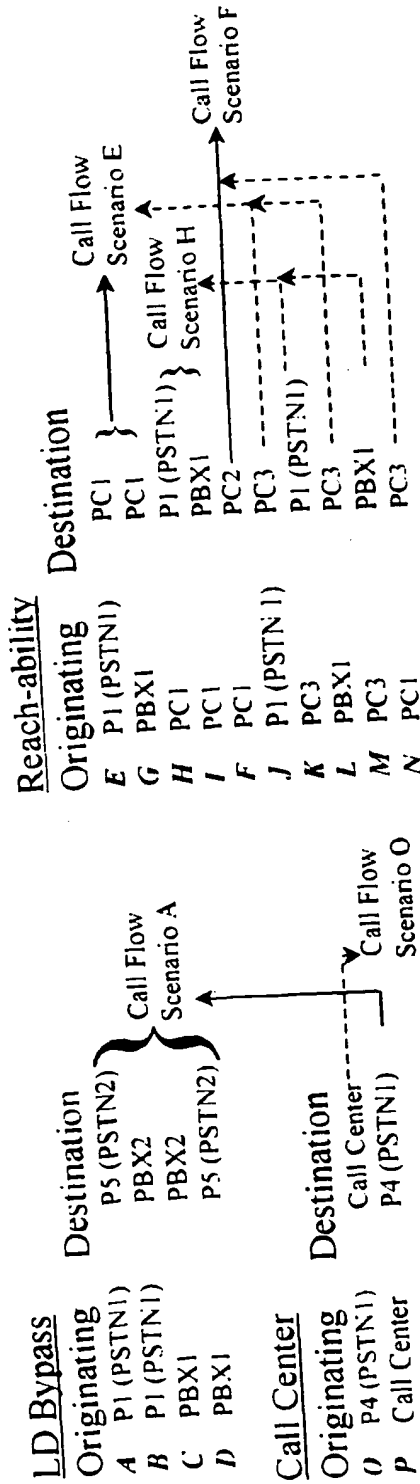 LD Bypass
Originating Destination
A P1 (PSTN1) P5 (PSTN2)
B P1 (PSTN1) PBX2
C PBX1 PBX2
D PBX1 P5 (PSTN2)
Call Flow
Scenario A
Call Center
Originating Destination
O P4 (PSTN1) Call Center
P Call Center P4 (PSTN1)
Call Flow
Scenario O
Reach-ability
Originating Destination
E P1 (PSTN1) PC1
G PBX1 PC1
H PC1 P1 (PSTN1)
I PC1 PBX1
F PC1 PC2
J P1 (PSTN1) PC3
K PC3 P1 (PSTN1)
L PBX1 PC3
M PC3 PBX1
N PC1 PC3
Call Flow
Scenario E
Call Flow
Scenario H
Call Flow
Scenario F